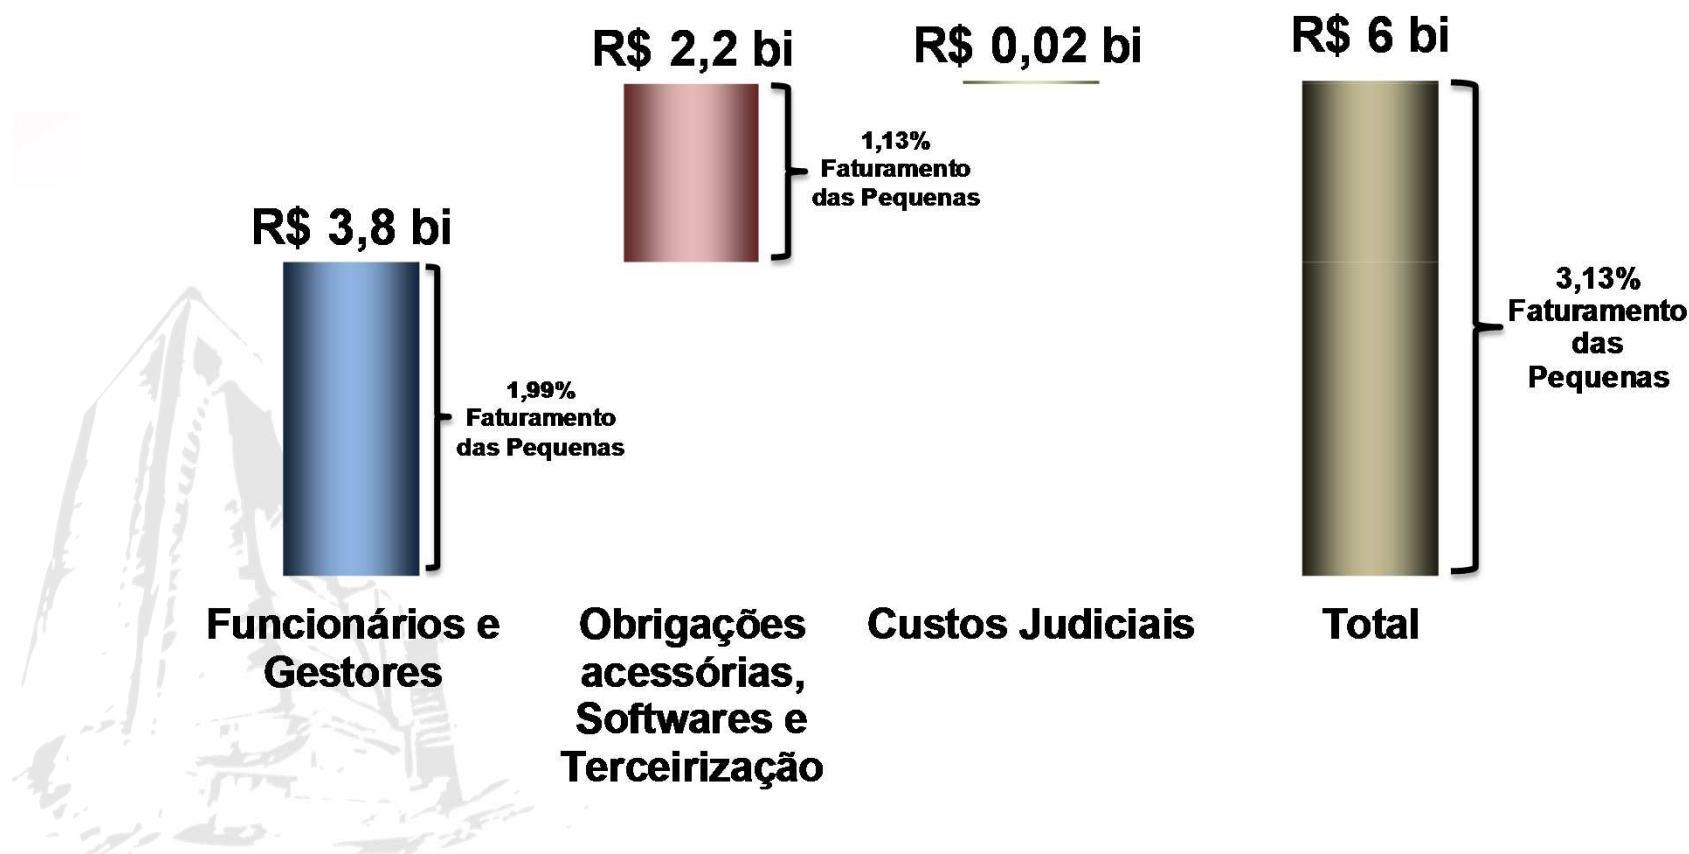 R$ 3,8 bi
1,99%
Faturamento
das Pequenas
Funcionários e
Gestores
R$ 2,2 bi
1,13%
Faturamento
das Pequenas
Obrigações
acessórias,
Softwares e
Terceirização
R$ 0,02 bi
Custos Judiciais
R$ 6 bi
3,13%
Faturamento
das
Pequenas
Total